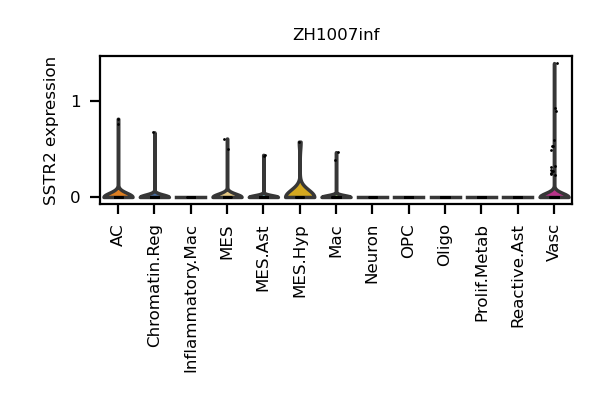 ZH1007inf
SSTR2 expression
1
0
AC
Chromatin.Reg
Inflammatory.Mac
MES
MES.Ast
MES.Hyp
Mac
Neuron
OPC
Oligo
Prolif.Metab
Reactive.Ast
Vasc